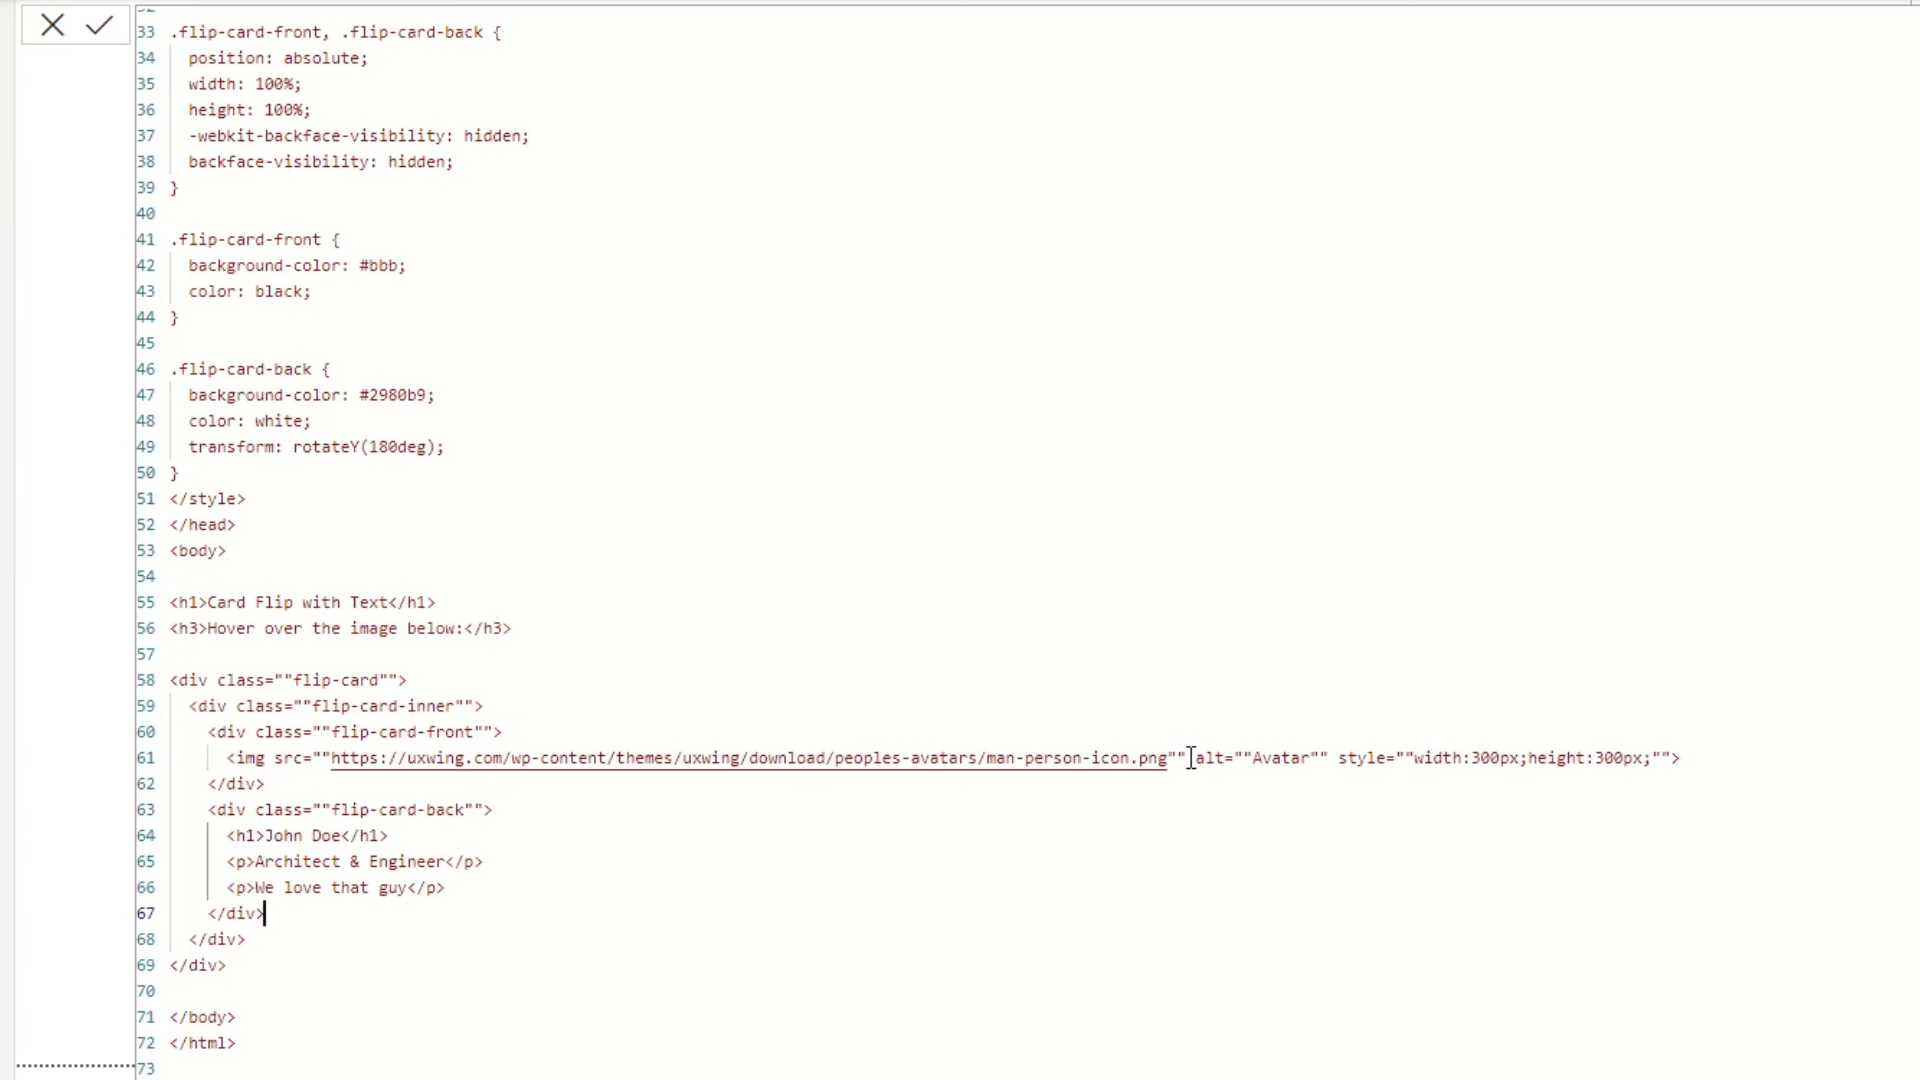 33 .flip-card-front, .flip-card-back {
34 position: absolute;
35 width: 100%;
36 height: 100%;
37 -webkit-backface-visibility: hidden;
38 backface-visibility: hidden;
39 }
40
41 .flip-card-front {
42 background-color: #bbb;
43 color: black;
44 }
45
46 .flip-card-back {
47 background-color: #2980b9;
48 color: white;
49 transform: rotateY(180deg);
50 }
51 </style>
52 </head>
53 <body>
54
55 <h1>Card Flip with Text</h1>
56 <h3>Hover over the image below:</h3>
57
58 <div class=""flip-card"">
59 <div class=""flip-card-inner"">
60 <div class=""flip-card-front"">
61 <img src=""https://uxwing.com/wp-content/themes/uxwing/download/peoples-avatars/man-person-icon.png"" alt=""Avatar"" style=""width:300px;height:300px;"">
62 </div>
63 <div class=""flip-card-back"">
64 <h1>John Doe</h1>
65 <p>Architect & Engineer</p>
66 <p>We love that guy</p>
67 </div>
68 </div>
69 </div>
70
71 </body>
72 </html>
73